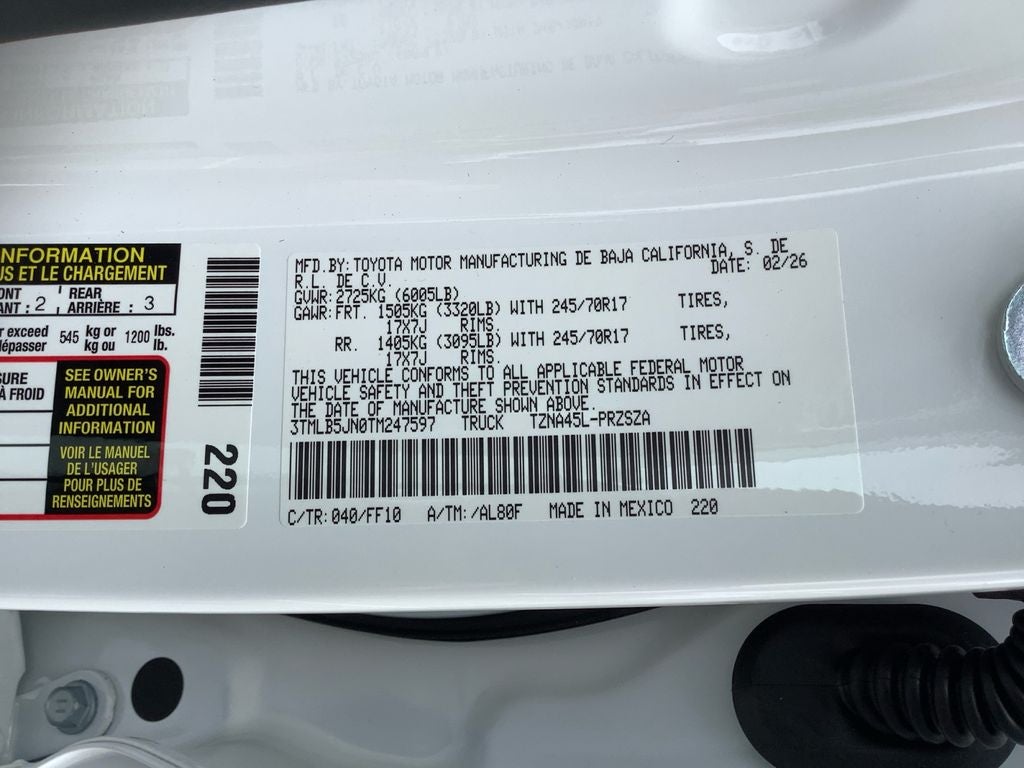 NFORMATION
US ET LE CHARGEMENT
ONT
ANT : 2
REAR
ARRIÈRE : 3
r exceed
dépasser
545
kg or
kg ou
1200
lbs.
lb.
SURE
À FROID
SEE OWNER'S
MANUAL FOR
ADDITIONAL
INFORMATION
VOIR LE MANUEL
DE L'USAGER
POUR PLUS DE
RENSEIGNEMENTS
220
MFD.BY:TOYOTA MOTOR MANUFACTURING DE BAJA CALIFORNIA, S. DE
R.L. DE C.V. DATE: 02/26
GVWR:2725KG (6005LB)
GAWR:FRT. 1505KG (3320LB) WITH 245/70R17 TIRES,
17X7J RIMS.
RR. 1405KG (3095LB) WITH 245/70R17 TIRES,
17X7J RIMS.
THIS VEHICLE CONFORMS TO ALL APPLICABLE FEDERAL MOTOR
VEHICLE SAFETY AND THEFT PREVENTION STANDARDS IN EFFECT ON
THE DATE OF MANUFACTURE SHOWN ABOVE.
3TMLB5JN0TM247597 TRUCK TZNA45L-PRZSZA
C/TR:040/FF10 A/TM:/AL80F MADE IN MEXICO 220